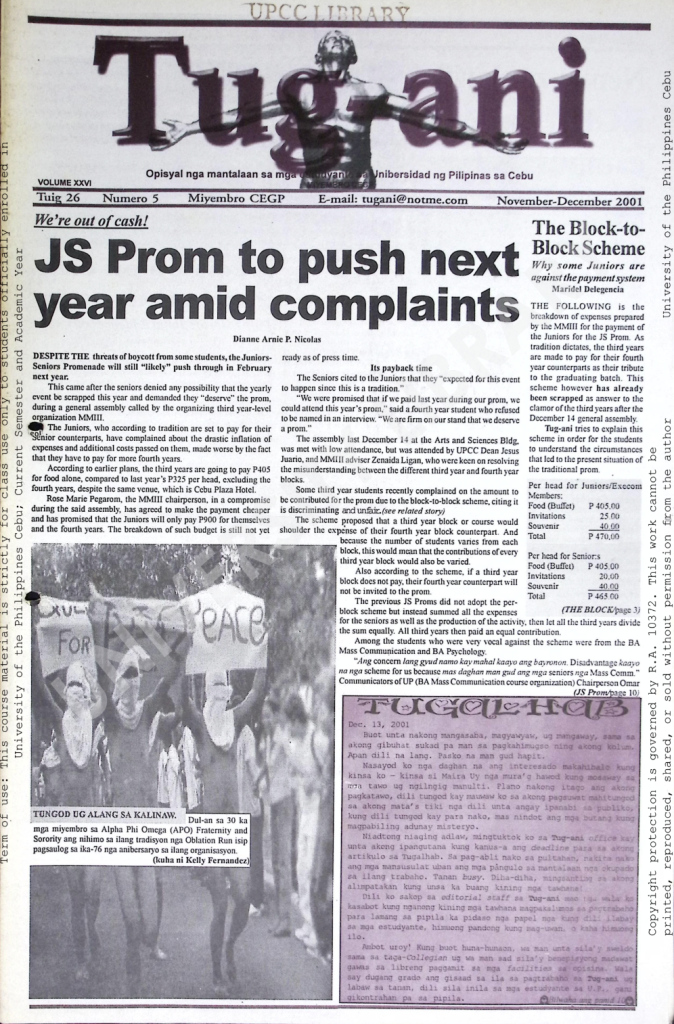 UPCC LIBRARY
Tug-ani
Opisyal nga mantalaan sa mga Unibersidad ng Pilipinas sa Cebu
VOLUME XXVI
Tuig 26 Numero 5 Miyembro CEGP E-mail: tugani@notme.com November-December 2001
We're out of cash!
JS Prom to push next
year amid complaints
Dianne Arnie P. Nicolas
DESPITE THE threats of boycott from some students, the Juniors-
Seniors Promenade will still "likely" push through in February
next year.
This came after the seniors denied any possibility that the yearly
event be scrapped this year and demanded they "deserve" the prom,
during a general assembly called by the organizing third year-level
organization MMIII.
The Juniors, who according to tradition are set to pay for their
Senior counterparts, have complained about the drastic inflation of
expenses and additional costs passed on them, made worse by the fact
that they have to pay for more fourth years.
According to earlier plans, the third years are going to pay P405
for food alone, compared to last year's P325 per head, excluding the
fourth years, despite the same venue, which is Cebu Plaza Hotel.
Rose Marie Pegarom, the MMIII chairperson, in a compromise
during the said assembly, has agreed to make the payment cheaper
and has promised that the Juniors will only pay P900 for themselves
and the fourth years. The breakdown of such budget is still not yet
ready as of press time.
Its payback time
The Seniors cited to the Juniors that they "expected for this event
to happen since this is a tradition."
"We were promised that if we paid last year during our prom, we
could attend this year's prom," said a fourth year student who refused
to be named in an interview. "We are firm on our stand that we deserve
a prom."
The assembly last December 14 at the Arts and Sciences Bldg.
was met with low attendance, but was attended by UPCC Dean Jesus
Juario, and MMIII adviser Zenaida Ligan, who were keen on resolving
the misunderstanding between the different third year and fourth year
blocks.
Some third year students recently complained on the amount to
be contributed for the prom due to the block-to-block scheme, citing it
is discriminating and unfair.(see related story)
The scheme proposed that a third year block or course would
shoulder the expense of their fourth year block counterpart. And
because the number of students varies from each
block, this would mean that the contributions of every
third year block would also be varied.
Also according to the scheme, if a third year
block does not pay, their fourth year counterpart will
not be invited to the prom.
The previous JS Proms did not adopt the per-
block scheme but instead summed all the expenses
for the seniors as well as the production of the activity, then let all the third years divide
the sum equally. All third years then paid an equal contribution.
Among the students who were very vocal against the scheme were from the BA
Mass Communication and BA Psychology.
"Ang concern lang gyud namo kay mahal kaayo ang bayronon. Disadvantage kaayo
na nga scheme for us because mas daghan man gud ang mga seniors nga Mass Comm."
Communicators of UP (BA Mass Communication course organization) Chairperson Omar
(JS Prom/page 10)
The Block-to-
Block Scheme
Why some Juniors are
against the payment system
Maridel Delegencia
THE FOLLOWING is the
breakdown of expenses prepared
by the MMIII for the payment of
the Juniors for the JS Prom. As
tradition dictates, the third years
are made to pay for their fourth
year counterparts as their tribute
to the graduating batch. This
scheme however has already
been scrapped as answer to the
clamor of the third years after the
December 14 general assembly.
Tug-ani tries to explain this
scheme in order for the students
to understand the circumstances
that led to the present situation of
the traditional prom.
Per head for Juniors/Execom
Members:
Food (Buffet) P 405.00
Invitations 25.00
Souvenir 40.00
Total P 470.00
Per head for Seniors:
Food (Buffet) P 405.00
Invitations 20.00
Souvenir 40.00
Total P 465.00
(THE BLOCK/page 3)
FOR
PEACE
TUNGOD UG ALANG SA KALINAW. Dul-an sa 30 ka
mga miyembro sa Alpha Phi Omega (APO) Fraternity and
Sorority ang nihimo sa ilang tradisyon nga Oblation Run isip
pagsaulog sa ika-76 nga anibersaryo sa ilang organisasyon.
(kuha ni Kelly Fernandez)
TUGALHAB
Dec. 13, 2001
Buot unta nakong mangasaba, magyawyaw, ug mangaway, sama sa
akong gibuhat sukad pa man sa pagkahimugso ning akong kolum.
Apan dili na lang. Pasko na man gud hapit.
Term of use: This course material is strictly for class use only to students officially enrolled in
University of the Philippines Cebu; Current Semester and Academic Year
Copyright protection is governed by R.A. 10372. This work cannot be University of the Philippines Cebu
printed, reproduced, shared, or sold without permission from the author